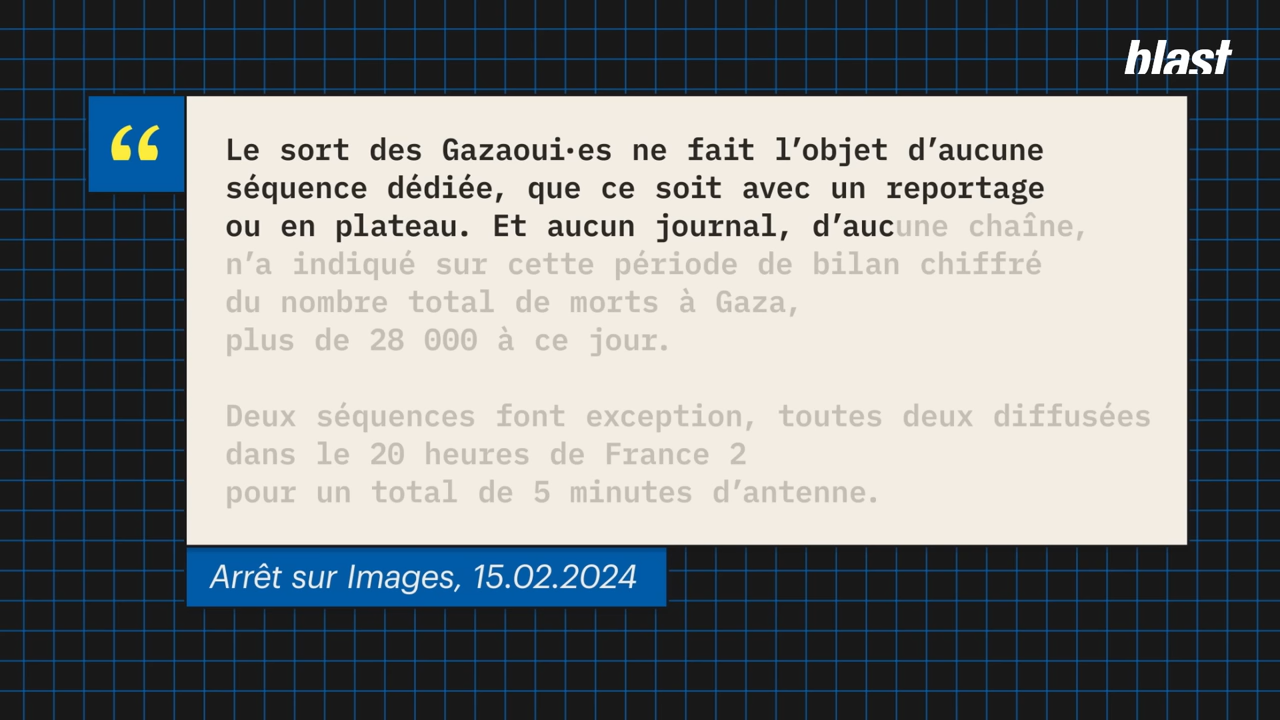 blast
“
Le sort des Gazaoui·es ne fait l’objet d’aucune
séquence dédiée, que ce soit avec un reportage
ou en plateau. Et aucun journal, d’aucune chaîne,
n’a indiqué sur cette période de bilan chiffré
du nombre total de morts à Gaza,
plus de 28 000 à ce jour.
Deux séquences font exception, toutes deux diffusées
dans le 20 heures de France 2
pour un total de 5 minutes d’antenne.
Arrêt sur Images, 15.02.2024